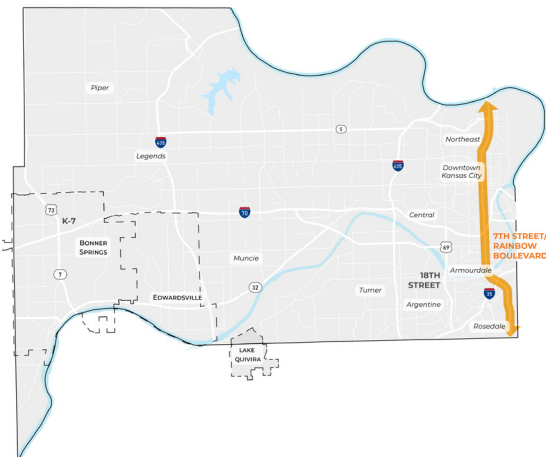 Piper
5
Northeast
435
Legends
635
Downtown
Kansas City
73
K-7
70
Central
7TH STREET/
RAINBOW
BOULEVARD
BONNER
SPRINGS
69
Muncie
7
18TH
STREET
Armourdale
32
Turner
35
EDWARDSVILLE
Argentine
Rosedale
LAKE
QUIVIRA